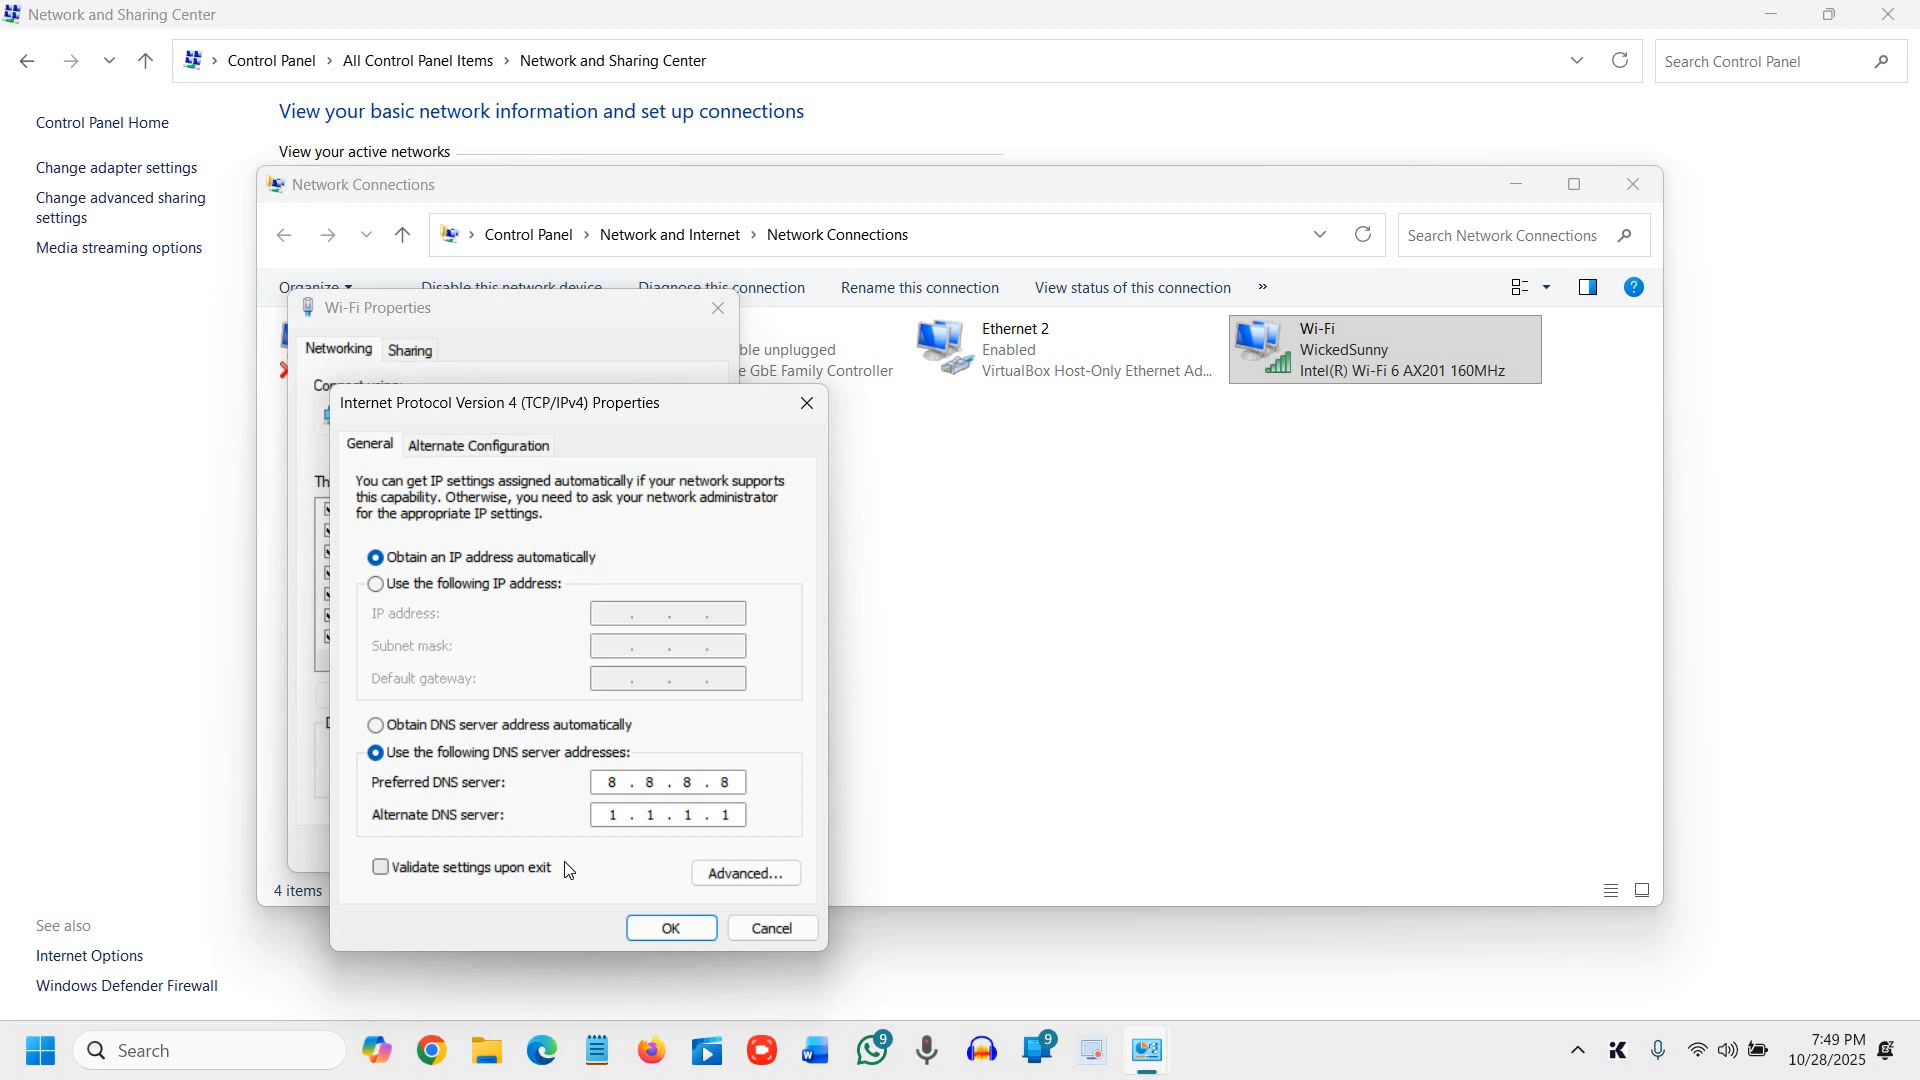 Network and Sharing Center
Control Panel > All Control Panel Items > Network and Sharing Center
Search Control Panel
Control Panel Home
Change adapter settings
Change advanced sharing
settings
Media streaming options
View your basic network information and set up connections
View your active networks
Network Connections
Control Panel > Network and Internet > Network Connections
Search Network Connections
Organize
Disable this network device
Diagnose this connection
Rename this connection
View status of this connection
»
ble unplugged
e GbE Family Controller
Ethernet 2
Enabled
VirtualBox Host-Only Ethernet Ad...
Wi-Fi
WickedSunny
Intel(R) Wi-Fi 6 AX201 160MHz
Wi-Fi Properties
Networking
Sharing
Internet Protocol Version 4 (TCP/IPv4) Properties
General
Alternate Configuration
You can get IP settings assigned automatically if your network supports
this capability. Otherwise, you need to ask your network administrator
for the appropriate IP settings.
Obtain an IP address automatically
Use the following IP address:
IP address:
. . .
Subnet mask:
. . .
Default gateway:
. . .
Obtain DNS server address automatically
Use the following DNS server addresses:
Preferred DNS server:
8 . 8 . 8 . 8
Alternate DNS server:
1 . 1 . 1 . 1
Validate settings upon exit
Advanced...
OK
Cancel
4 items
See also
Internet Options
Windows Defender Firewall
Search
9
9
7:49 PM
10/28/2025